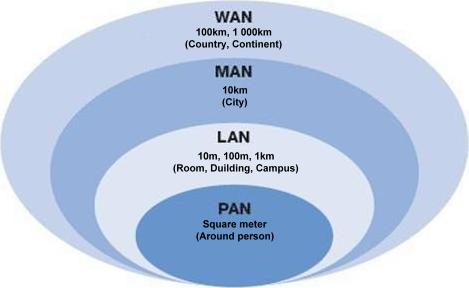 WAN
100km, 1 000km
(Country, Continent)
MAN
10km
(City)
LAN
10m, 100m, 1km
(Room, Duilding, Campus)
PAN
Square meter
(Around person)